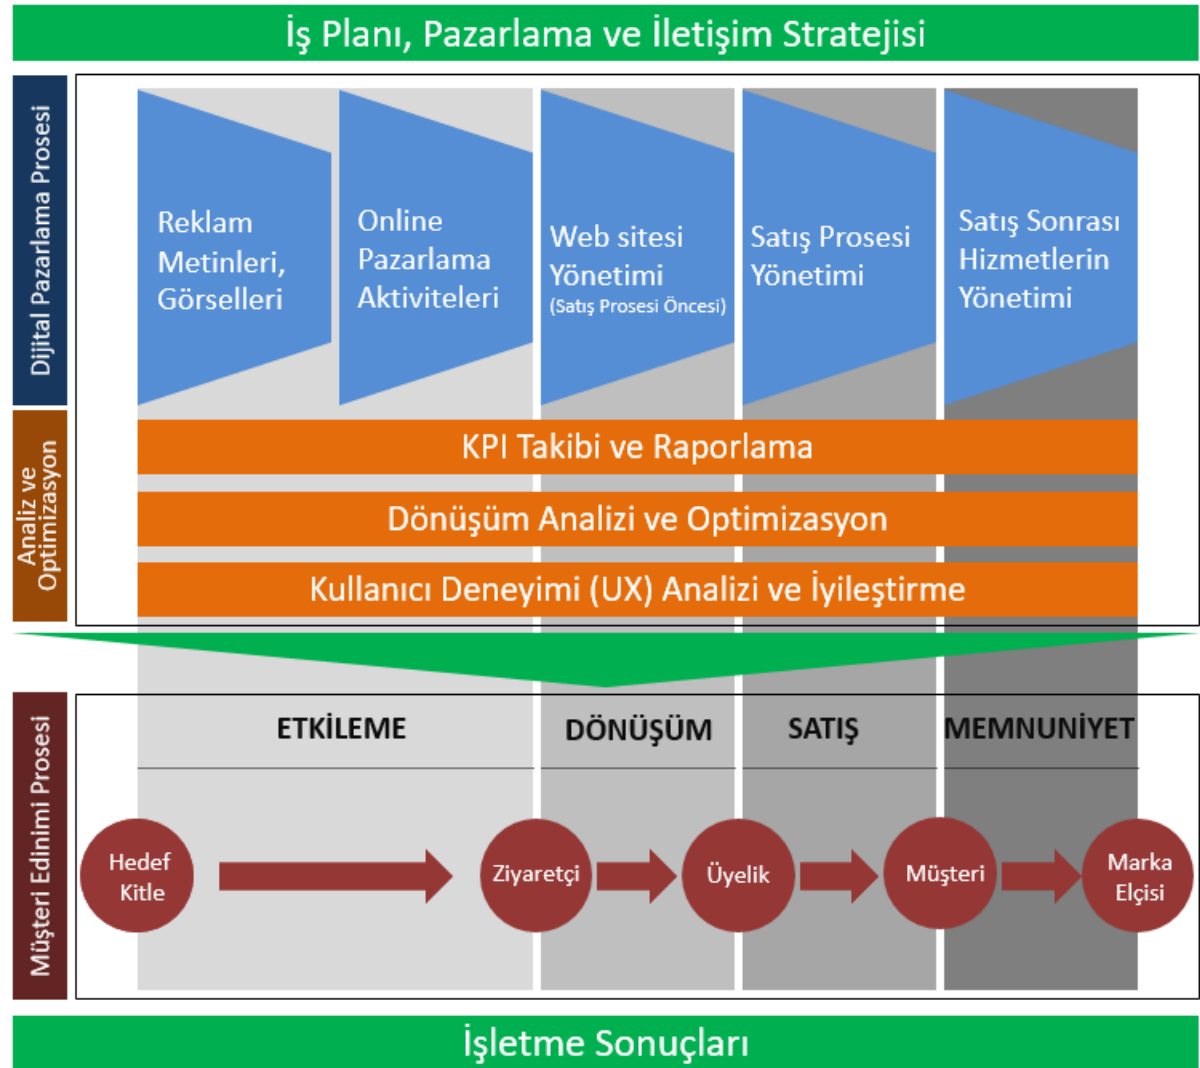 İş Planı, Pazarlama ve İletişim Stratejisi
Dijital Pazarlama Prosesi
Reklam
Metinleri,
Görselleri
Online
Pazarlama
Aktiviteleri
Web sitesi
Yönetimi
(Satış Prosesi Öncesi)
Satış Prosesi
Yönetimi
Satış Sonrası
Hizmetlerin
Yönetimi
Analiz ve
Optimizasyon
KPI Takibi ve Raporlama
Dönüşüm Analizi ve Optimizasyon
Kullanıcı Deneyimi (UX) Analizi ve İyileştirme
Müşteri Edinimi Prosesi
ETKİLEME
DÖNÜŞÜM
SATIŞ
MEMNUNİYET
Hedef
Kitle
Ziyaretçi
Üyelik
Müşteri
Marka
Elçisi
İşletme Sonuçları